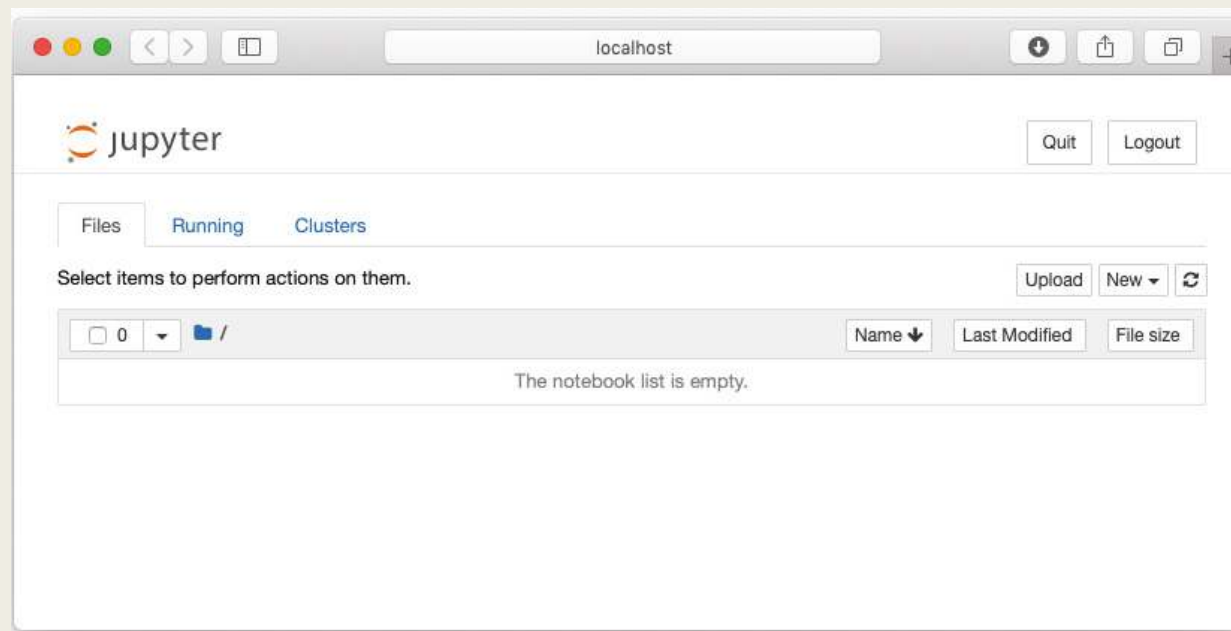 localhost
jupyter
Quit Logout
Files Running Clusters
Select items to perform actions on them.
Upload New
0 / Name Last Modified File size
The notebook list is empty.